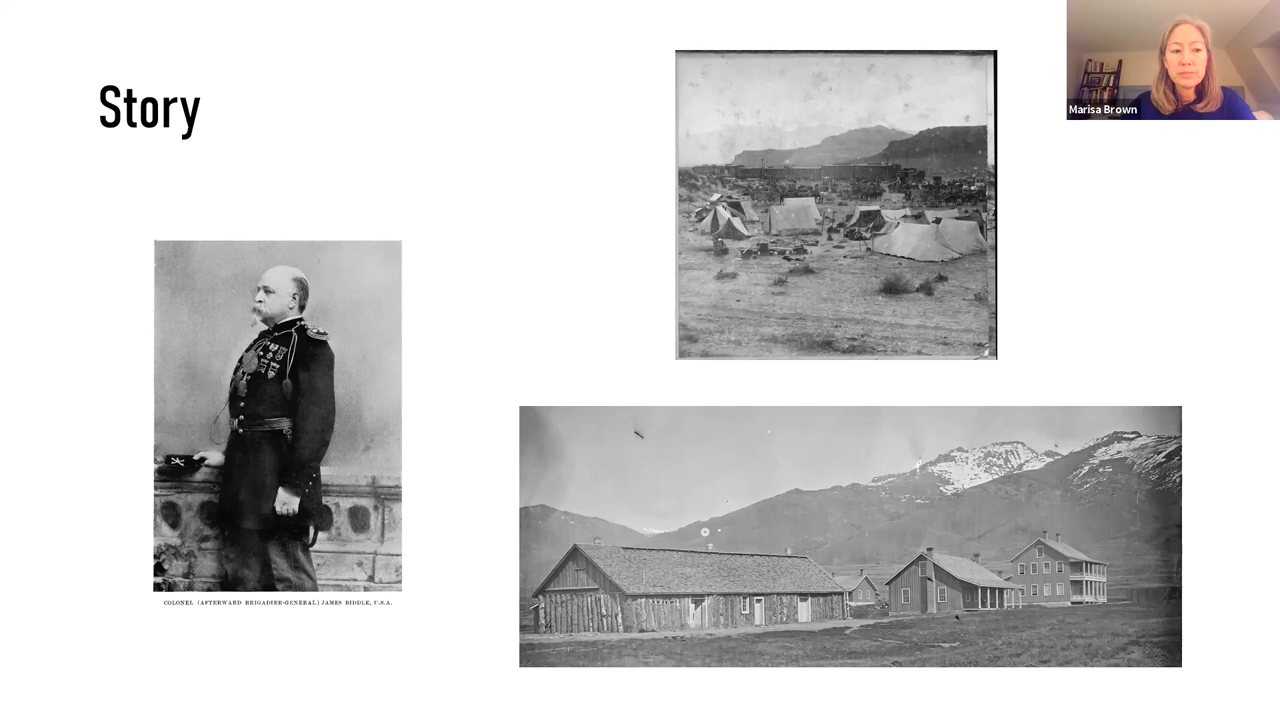 Story
Marisa Brown
COLONEL (AFTERWARD BRIGADIER-GENERAL) JAMES BIDDLE, U.S.A.